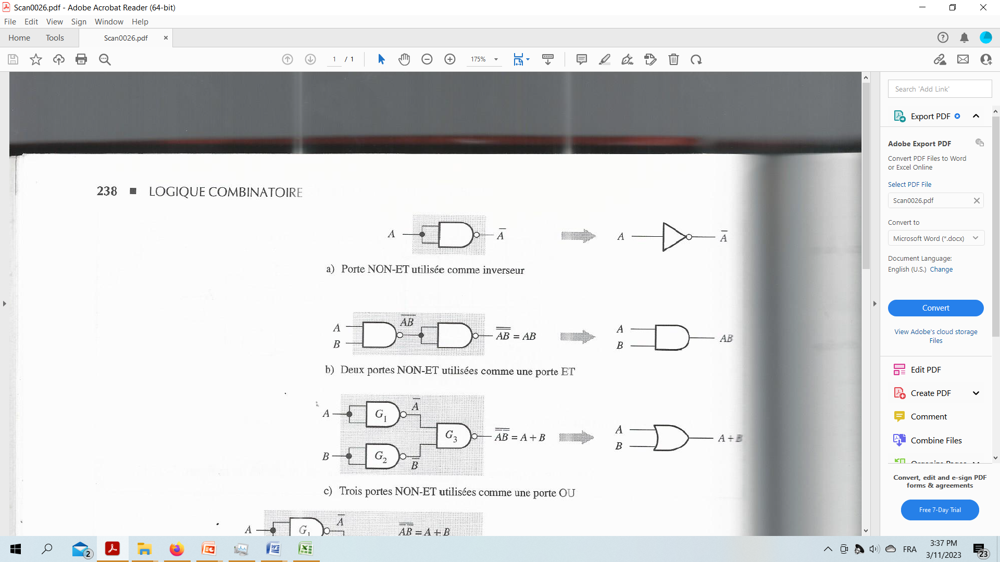 Scan0026.pdf - Adobe Acrobat Reader (64-bit)
File Edit View Sign Window Help
Home Tools Scan0026.pdf
1 / 1 175%
Search 'Add Link'
Export PDF
Adobe Export PDF
Convert PDF Files to Word
or Excel Online
Select PDF File
Scan0026.pdf
Convert to
Microsoft Word (*.docx)
Document Language:
English (U.S.) Change
Convert
View Adobe's cloud storage
Files
Edit PDF
Create PDF
Comment
Combine Files
Organize Pages
Convert, edit and e-sign PDF
forms & agreements
Free 7-Day Trial
238 ■ LOGIQUE COMBINATOIRE
A A̅ A A̅
a) Porte NON-ET utilisée comme inverseur
A̅B̅
A A
B A̿B̿ = AB B AB
b) Deux portes NON-ET utilisées comme une porte ET
A G₁ A̅
G₃ A̿B̿ = A + B A B A + B
B G₂ B̅
c) Trois portes NON-ET utilisées comme une porte OU
A G₁ A̅ A̿B̿ = A + B
2
FRA
3:37 PM
3/11/2023
23